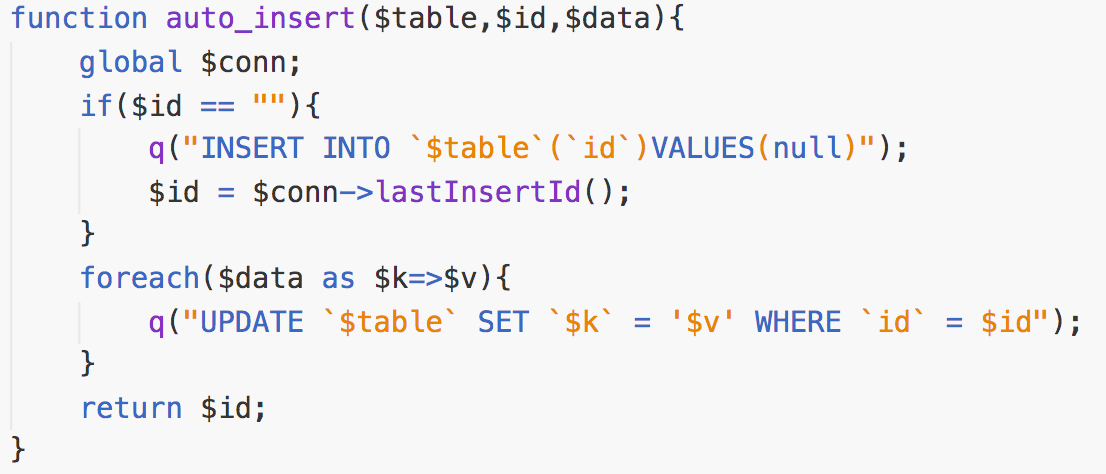 function auto_insert($table,$id,$data){
    global $conn;
    if($id == ""){
        q("INSERT INTO `$table`(`id`)VALUES(null)");
        $id = $conn->lastInsertId();
    }
    foreach($data as $k=>$v){
        q("UPDATE `$table` SET `$k` = '$v' WHERE `id` = $id");
    }
    return $id;
}